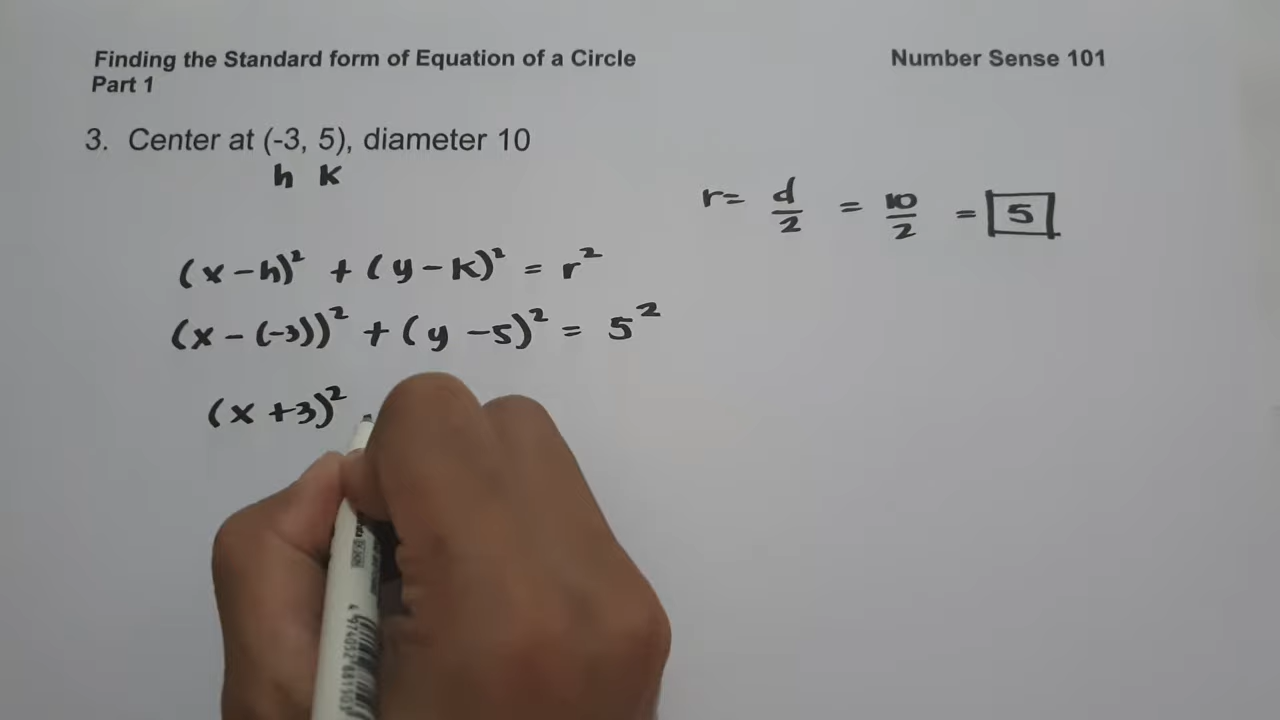 Finding the Standard form of Equation of a Circle
Part 1
Number Sense 101
3. Center at (-3, 5), diameter 10
h k
r = d/2 = 10/2 = 5
(x - h)² + (y - k)² = r²
(x - (-3))² + (y - 5)² = 5²
(x + 3)²